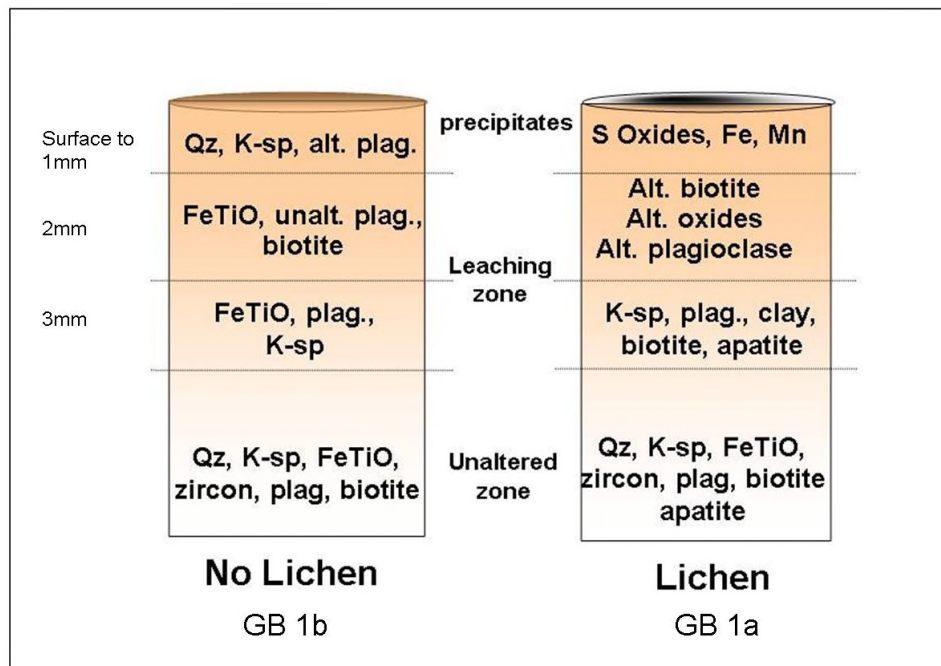 Surface to
1mm
2mm
3mm
Qz, K-sp, alt. plag.
FeTiO, unalt. plag.,
biotite
FeTiO, plag.,
K-sp
Qz, K-sp, FeTiO,
zircon, plag, biotite
No Lichen
GB 1b
precipitates
Leaching
zone
Unaltered
zone
S Oxides, Fe, Mn
Alt. biotite
Alt. oxides
Alt. plagioclase
K-sp, plag., clay,
biotite, apatite
Qz, K-sp, FeTiO,
zircon, plag, biotite
apatite
Lichen
GB 1a